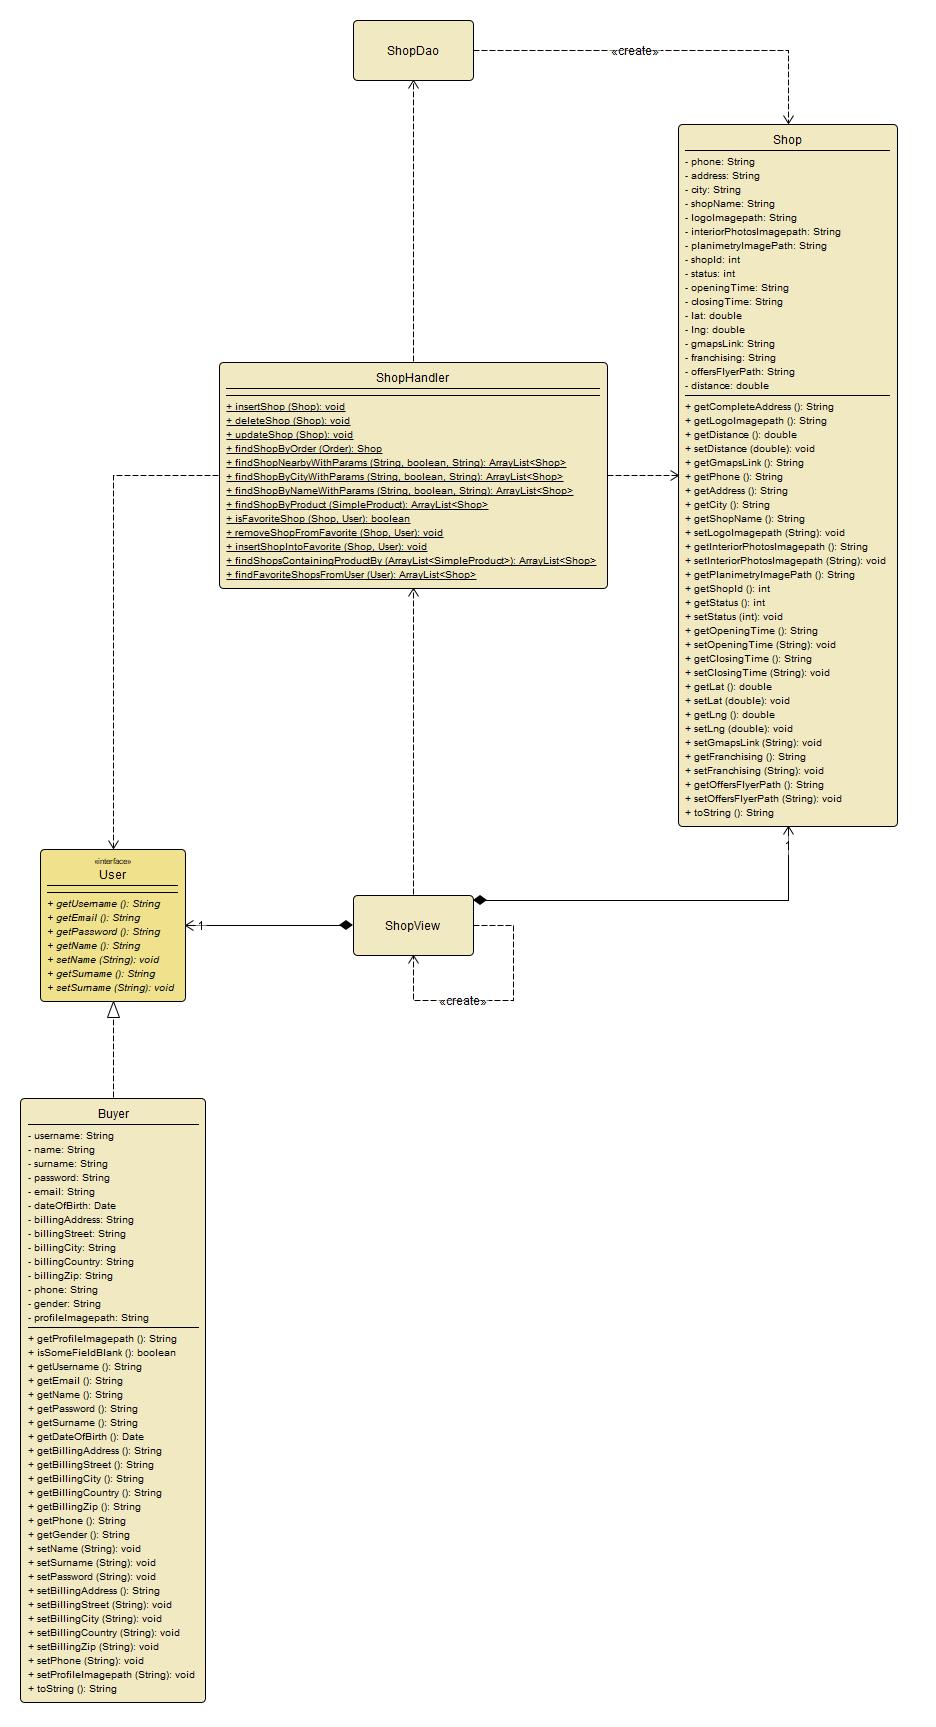 ShopDao
«create»
Shop
- phone: String
- address: String
- city: String
- shopName: String
- logoImagepath: String
- interiorPhotosImagepath: String
- planimetryImagePath: String
- shopId: int
- status: int
- openingTime: String
- closingTime: String
- lat: double
- lng: double
- gmapsLink: String
- franchising: String
- offersFlyerPath: String
- distance: double
+ getCompleteAddress (): String
+ getLogoImagepath (): String
+ getDistance (): double
+ setDistance (double): void
+ getGmapsLink (): String
+ getPhone (): String
+ getAddress (): String
+ getCity (): String
+ getShopName (): String
+ setLogoImagepath (String): void
+ getInteriorPhotosImagepath (): String
+ setInteriorPhotosImagepath (String): void
+ getPlanimetryImagePath (): String
+ getShopId (): int
+ getStatus (): int
+ setStatus (int): void
+ getOpeningTime (): String
+ setOpeningTime (String): void
+ getClosingTime (): String
+ setClosingTime (String): void
+ getLat (): double
+ setLat (double): void
+ getLng (): double
+ setLng (double): void
+ setGmapsLink (String): void
+ getFranchising (): String
+ setFranchising (String): void
+ getOffersFlyerPath (): String
+ setOffersFlyerPath (String): void
+ toString (): String
ShopHandler
+ insertShop (Shop): void
+ deleteShop (Shop): void
+ updateShop (Shop): void
+ findShopByOrder (Order): Shop
+ findShopNearbyWithParams (String, boolean, String): ArrayList<Shop>
+ findShopByCityWithParams (String, boolean, String): ArrayList<Shop>
+ findShopByNameWithParams (String, boolean, String): ArrayList<Shop>
+ findShopByProduct (SimpleProduct): ArrayList<Shop>
+ isFavoriteShop (Shop, User): boolean
+ removeShopFromFavorite (Shop, User): void
+ insertShopIntoFavorite (Shop, User): void
+ findShopsContainingProductBy (ArrayList<SimpleProduct>): ArrayList<Shop>
+ findFavoriteShopsFromUser (User): ArrayList<Shop>
«interface»
User
+ getUsername (): String
+ getEmail (): String
+ getPassword (): String
+ getName (): String
+ setName (String): void
+ getSurname (): String
+ setSurname (String): void
1
ShopView
1
«create»
Buyer
- username: String
- name: String
- surname: String
- password: String
- email: String
- dateOfBirth: Date
- billingAddress: String
- billingStreet: String
- billingCity: String
- billingCountry: String
- billingZip: String
- phone: String
- gender: String
- profileImagepath: String
+ getProfileImagepath (): String
+ isSomeFieldBlank (): boolean
+ getUsername (): String
+ getEmail (): String
+ getName (): String
+ getPassword (): String
+ getSurname (): String
+ getDateOfBirth (): Date
+ getBillingAddress (): String
+ getBillingStreet (): String
+ getBillingCity (): String
+ getBillingCountry (): String
+ getBillingZip (): String
+ getPhone (): String
+ getGender (): String
+ setName (String): void
+ setSurname (String): void
+ setPassword (String): void
+ setBillingAddress (): String
+ setBillingStreet (String): void
+ setBillingCity (String): void
+ setBillingCountry (String): void
+ setBillingZip (String): void
+ setPhone (String): void
+ setProfileImagepath (String): void
+ toString (): String